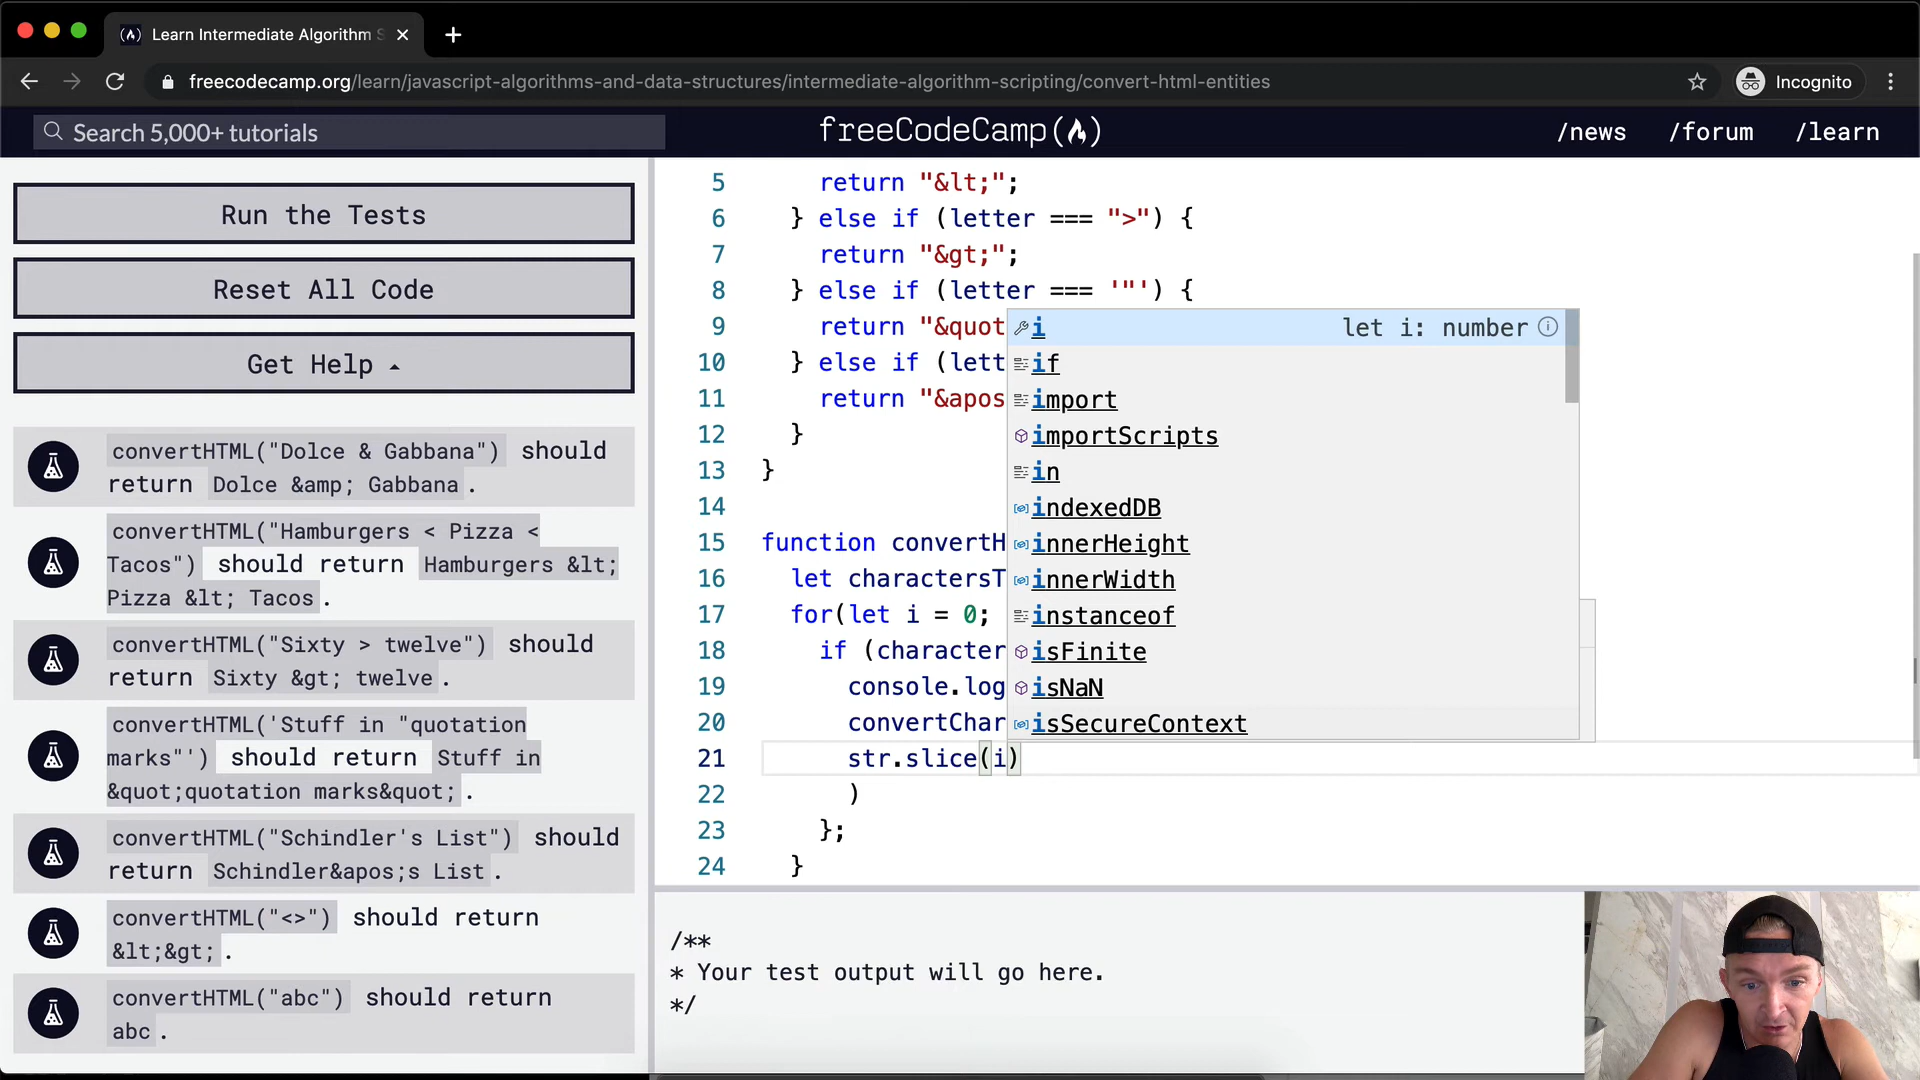 Learn Intermediate Algorithm S
freecodecamp.org/learn/javascript-algorithms-and-data-structures/intermediate-algorithm-scripting/convert-html-entities
Incognito
Search 5,000+ tutorials
freeCodeCamp
/news
/forum
/learn
Run the Tests
Reset All Code
Get Help
convertHTML("Dolce & Gabbana") should
return Dolce &amp; Gabbana .
convertHTML("Hamburgers < Pizza <
Tacos") should return Hamburgers &lt;
Pizza &lt; Tacos .
convertHTML("Sixty > twelve") should
return Sixty &gt; twelve .
convertHTML('Stuff in "quotation
marks"') should return Stuff in
&quot;quotation marks&quot; .
convertHTML("Schindler's List") should
return Schindler&apos;s List .
convertHTML("<>") should return
&lt;&gt; .
convertHTML("abc") should return
abc .
5 return "&lt;";
6 } else if (letter === ">") {
7 return "&gt;";
8 } else if (letter === '"') {
9 return "&quot
10 } else if (lett
11 return "&apos
12 }
13 }
14
15 function convertH
16 let charactersT
17 for(let i = 0;
18 if (character
19 console.log
20 convertChar
21 str.slice(i)
22 )
23 };
24 }
i let i: number
if
import
importScripts
in
indexedDB
innerHeight
innerWidth
instanceof
isFinite
isNaN
isSecureContext
/**
* Your test output will go here.
*/